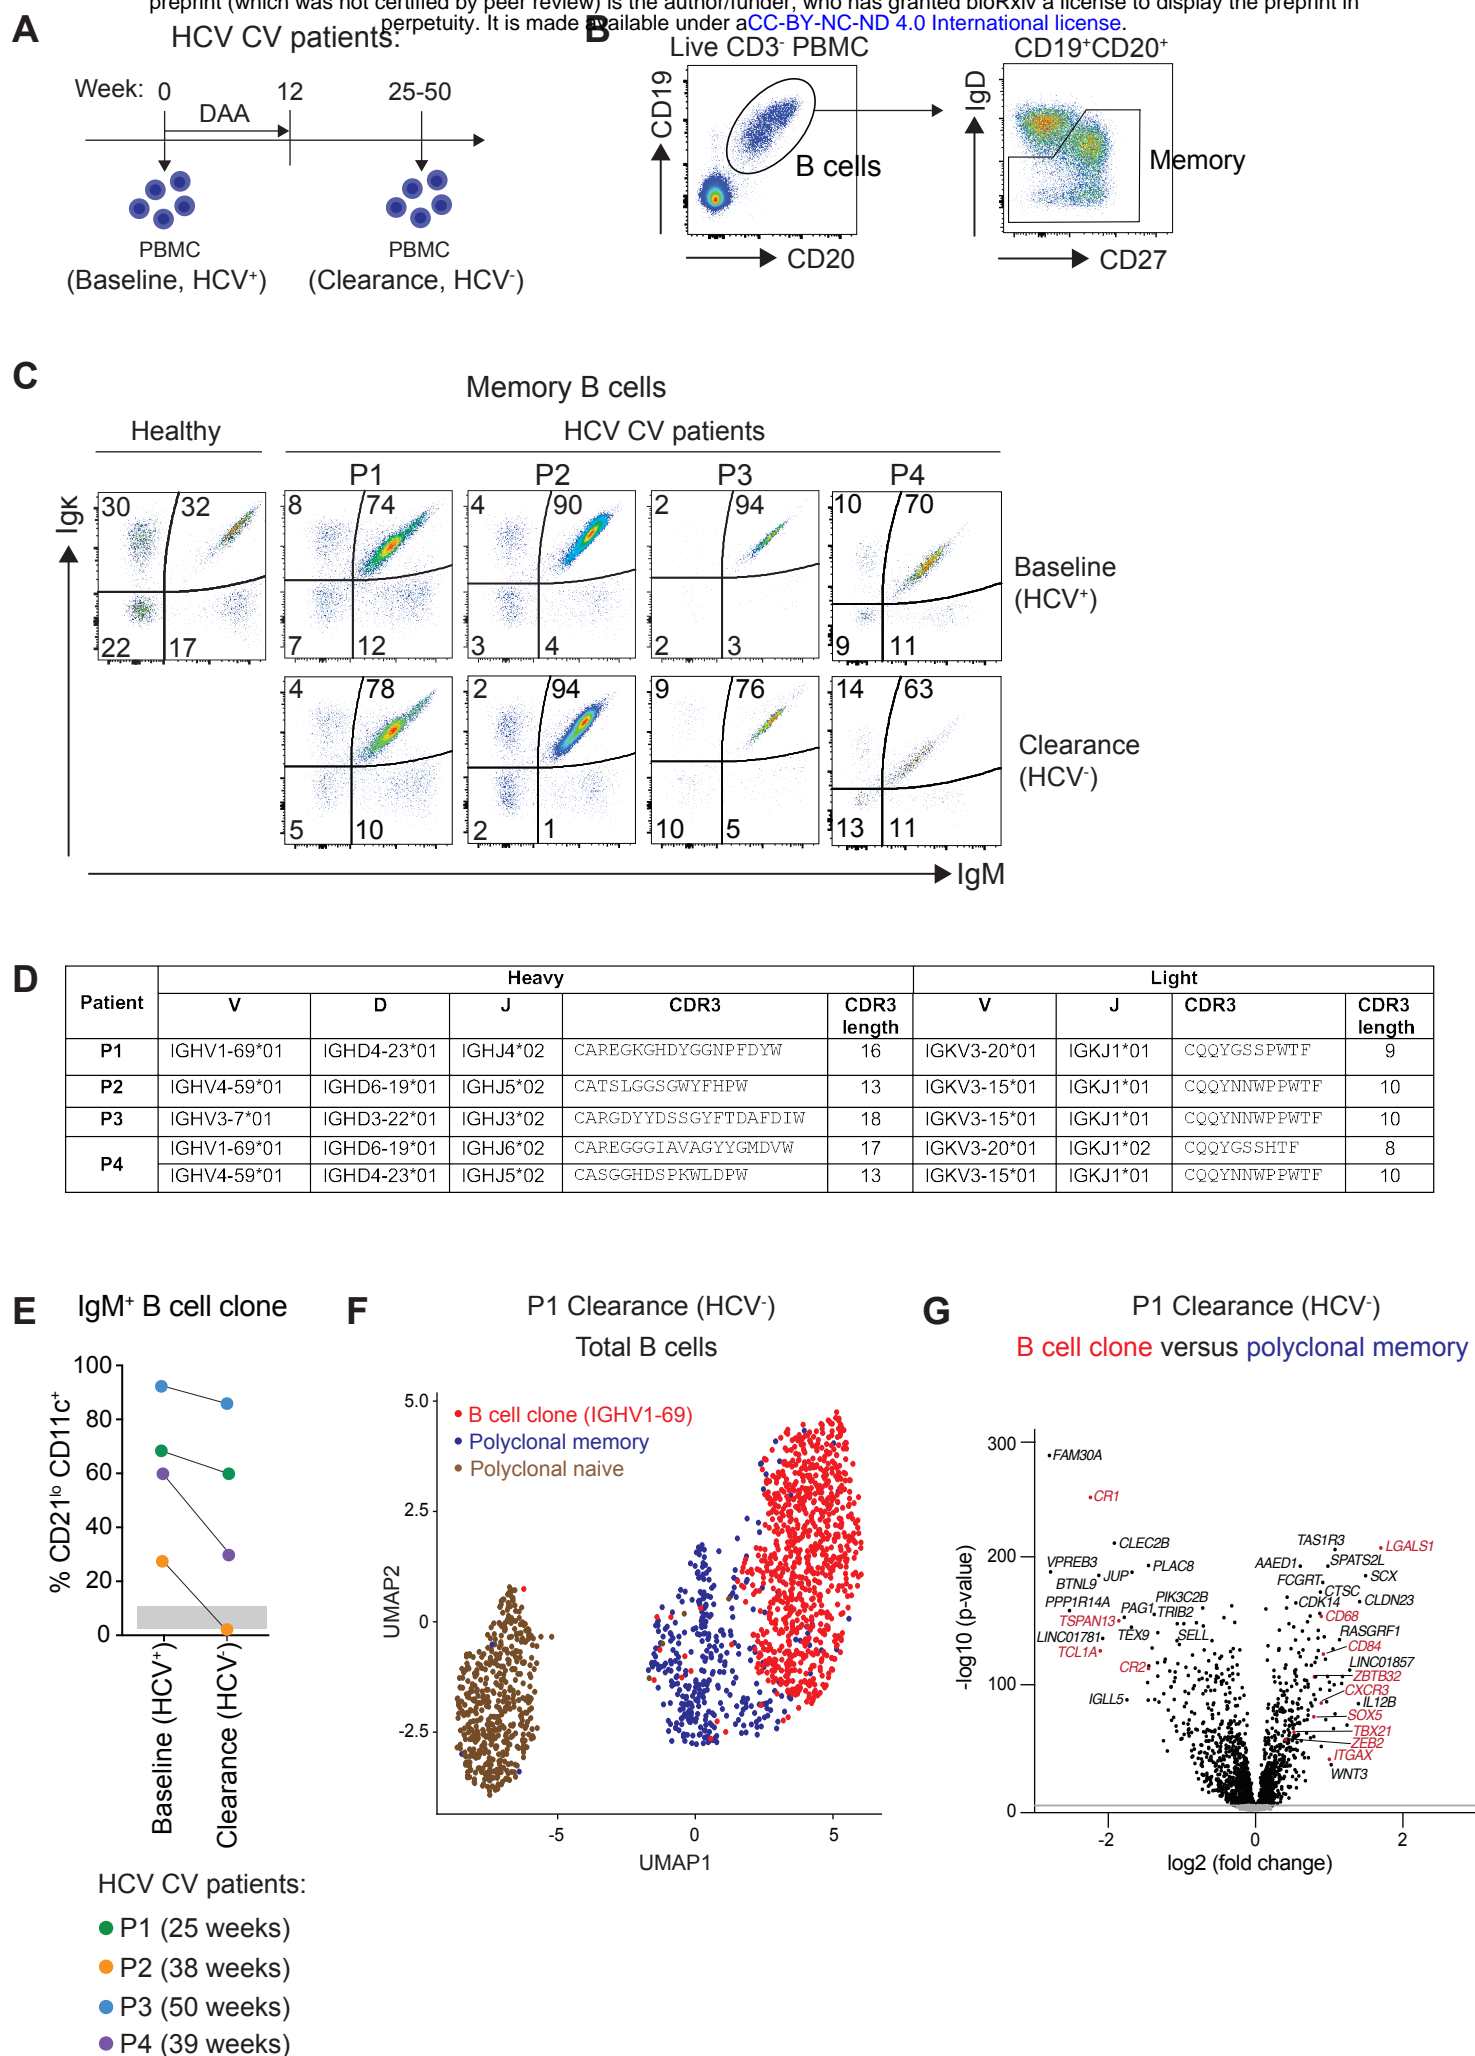 preprint (which was not certified by peer review) is the author/funder, who has granted bioRxiv a license to display the preprint in
perpetuity. It is made available under aCC-BY-NC-ND 4.0 International license.
A
HCV CV patients:
Week: 0 12 25-50
DAA
PBMC PBMC
(Baseline, HCV+) (Clearance, HCV-)
B
Live CD3- PBMC
CD19
B cells
CD20
CD19+CD20+
IgD
Memory
CD27
C
Memory B cells
Healthy HCV CV patients
P1 P2 P3 P4
Igκ
30 32 8 74 4 90 2 94 10 70
Baseline
(HCV+)
22 17 7 12 3 4 2 3 9 11
4 78 2 94 9 76 14 63
Clearance
(HCV-)
5 10 2 1 10 5 13 11
IgM
D
Patient Heavy Light
V D J CDR3 CDR3 length V J CDR3 CDR3 length
P1 IGHV1-69*01 IGHD4-23*01 IGHJ4*02 CAREGKGHDYGGNPFDYW 16 IGKV3-20*01 IGKJ1*01 CQQYGSSPWTF 9
P2 IGHV4-59*01 IGHD6-19*01 IGHJ5*02 CATSLGGSGWYFHPW 13 IGKV3-15*01 IGKJ1*01 CQQYNNWPPWTF 10
P3 IGHV3-7*01 IGHD3-22*01 IGHJ3*02 CARGDYYDSSGYFTDAFDIW 18 IGKV3-15*01 IGKJ1*01 CQQYNNWPPWTF 10
P4 IGHV1-69*01 IGHD6-19*01 IGHJ6*02 CAREGGGIAVAGYYGMDVW 17 IGKV3-20*01 IGKJ1*02 CQQYGSSHTF 8
IGHV4-59*01 IGHD4-23*01 IGHJ5*02 CASGGHDSPKWLDPW 13 IGKV3-15*01 IGKJ1*01 CQQYNNWPPWTF 10
E
IgM+ B cell clone
% CD21lo CD11c+
100
80
60
40
20
0
Baseline (HCV+)
Clearance (HCV-)
HCV CV patients:
P1 (25 weeks)
P2 (38 weeks)
P3 (50 weeks)
P4 (39 weeks)
F
P1 Clearance (HCV-)
Total B cells
B cell clone (IGHV1-69)
Polyclonal memory
Polyclonal naive
UMAP2
5.0
2.5
0
-2.5
-5 0 5
UMAP1
G
P1 Clearance (HCV-)
B cell clone versus polyclonal memory
-log10 (p-value)
300
200
100
0
FAM30A
CR1
CLEC2B
VPREB3
PLAC8
JUP
BTNL9
PPP1R14A
PIK3C2B
PAG1
TRIB2
TSPAN13
LINC01781
TEX9
SELL
TCL1A
CR2
IGLL5
TAS1R3
LGALS1
AAED1
SPATS2L
FCGRT
SCX
CTSC
CDK14
CLDN23
CD68
RASGRF1
CD84
LINC01857
ZBTB32
CXCR3
IL12B
SOX5
TBX21
ZEB2
ITGAX
WNT3
-2 0 2
log2 (fold change)